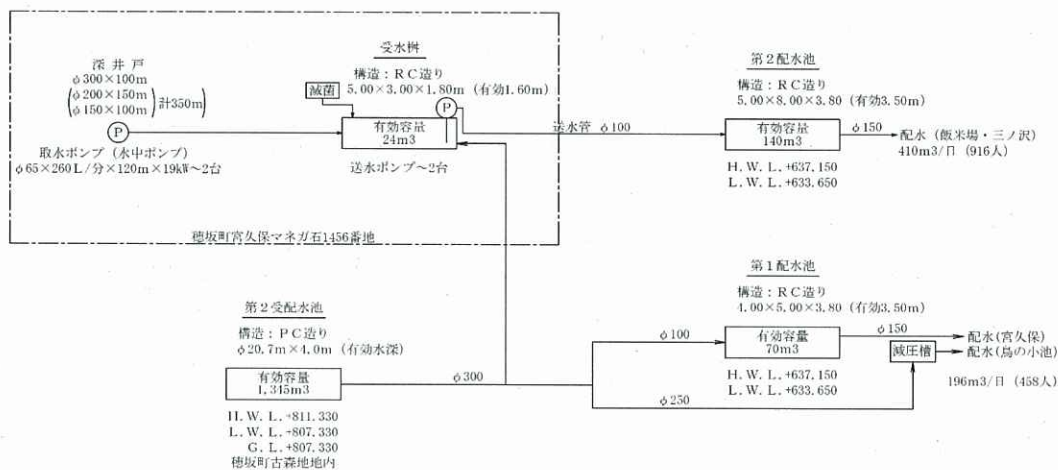 深井戸
φ300×100m
φ200×150m
φ150×100m
計350m
P
取水ポンプ（水中ポンプ）
φ65×260L/分×120m×19kW～2台
受水桝
構造：RC造り
5.00×3.00×1.80m（有効1.60m）
滅菌
P
有効容量
24m3
送水ポンプ～2台
穂坂町宮久保マネガ石1456番地
送水管 φ100
第2配水池
構造：RC造り
5.00×8.00×3.80（有効3.50m）
有効容量
140m3
φ150
配水（飯米場・三ノ沢）
410m3/日（916人）
H.W.L.+637.150
L.W.L.+633.650
第2受配水池
構造：PC造り
φ20.7m×4.0m（有効水深）
有効容量
1,345m3
φ300
H.W.L.+811.330
L.W.L.+807.330
G.L.+807.330
穂坂町古森地地内
第1配水池
構造：RC造り
4.00×5.00×3.80（有効3.50m）
φ100
有効容量
70m3
φ150
配水(宮久保)
減圧槽
配水(鳥の小池)
196m3/日（458人）
H.W.L.+637.150
L.W.L.+633.650
φ250